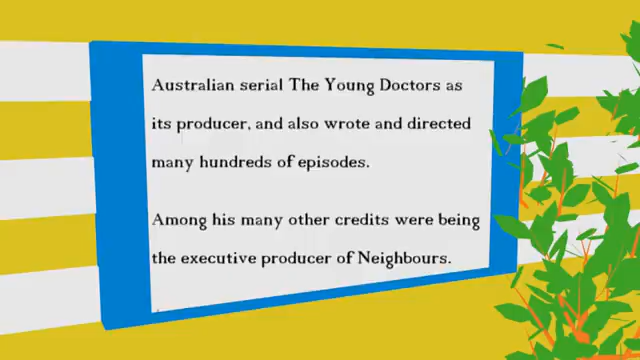 Australian serial The Young Doctors as
its producer, and also wrote and directed
many hundreds of episodes.
Among his many other credits were being
the executive producer of Neighbours.